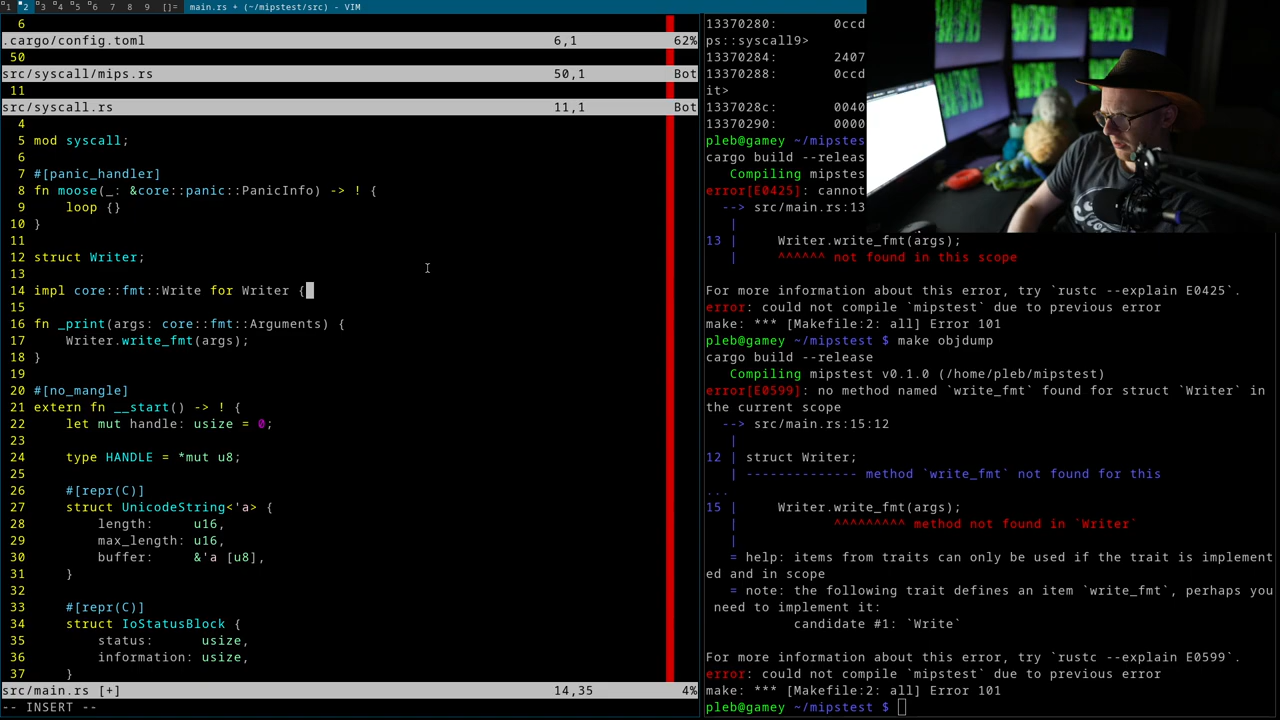 1 2 3 4 5 6 7 8 9 []= main.rs + (~/mipstest/src) - VIM
6
.cargo/config.toml 6,1 62%
50
src/syscall/mips.rs 50,1 Bot
11
src/syscall.rs 11,1 Bot
4
5 mod syscall;
6
7 #[panic_handler]
8 fn moose(_: &core::panic::PanicInfo) -> ! {
9     loop {}
10 }
11
12 struct Writer;
13
14 impl core::fmt::Write for Writer {
15
16 fn _print(args: core::fmt::Arguments) {
17     Writer.write_fmt(args);
18 }
19
20 #[no_mangle]
21 extern fn __start() -> ! {
22     let mut handle: usize = 0;
23
24     type HANDLE = *mut u8;
25
26     #[repr(C)]
27     struct UnicodeString<'a> {
28         length:     u16,
29         max_length: u16,
30         buffer:     &'a [u8],
31     }
32
33     #[repr(C)]
34     struct IoStatusBlock {
35         status:      usize,
36         information: usize,
37     }
src/main.rs [+] 14,35 4%
-- INSERT --
13370280: 0ccd
ps::syscall9>
13370284: 2407
13370288: 0ccd
it>
1337028c: 0040
13370290: 0000
pleb@gamey ~/mipstes
cargo build --releas
   Compiling mipstes
error[E0425]: cannot
  --> src/main.rs:13
   |
13 |     Writer.write_fmt(args);
   |     ^^^^^^ not found in this scope
For more information about this error, try `rustc --explain E0425`.
error: could not compile `mipstest` due to previous error
make: *** [Makefile:2: all] Error 101
pleb@gamey ~/mipstest $ make objdump
cargo build --release
   Compiling mipstest v0.1.0 (/home/pleb/mipstest)
error[E0599]: no method named `write_fmt` found for struct `Writer` in
the current scope
  --> src/main.rs:15:12
   |
12 | struct Writer;
   | -------------- method `write_fmt` not found for this
...
15 |     Writer.write_fmt(args);
   |            ^^^^^^^^^ method not found in `Writer`
   |
   = help: items from traits can only be used if the trait is implement
ed and in scope
   = note: the following trait defines an item `write_fmt`, perhaps you
 need to implement it:
           candidate #1: `Write`
For more information about this error, try `rustc --explain E0599`.
error: could not compile `mipstest` due to previous error
make: *** [Makefile:2: all] Error 101
pleb@gamey ~/mipstest $